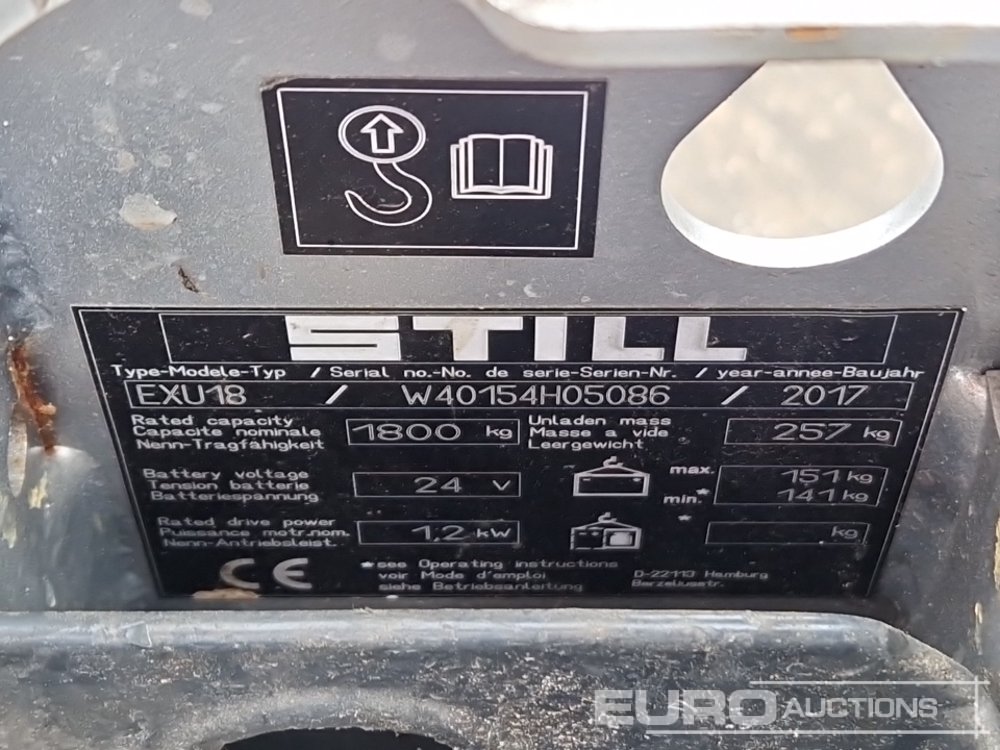 STILL
Type-Modele-Typ / Serial no.-No. de serie-Serien-Nr. / year-annee-Baujahr
EXU18 / W40154H05086 / 2017
Rated capacity
Capacite nominale
Nenn-Tragfähigkeit
1800 kg
Unladen mass
Masse a vide
Leergewicht
257 kg
Battery voltage
Tension batterie
Batteriespannung
24 V
max. 151 kg
min.* 141 kg
Rated drive power
Puissance motr.nom.
Nenn-Antriebsleist.
1,2 kW
* kg
CE
*see Operating instructions
voir Mode d'emploi
siehe Betriebsanleitung
D-22113 Hamburg
Berzeliusstr.
EURO AUCTIONS